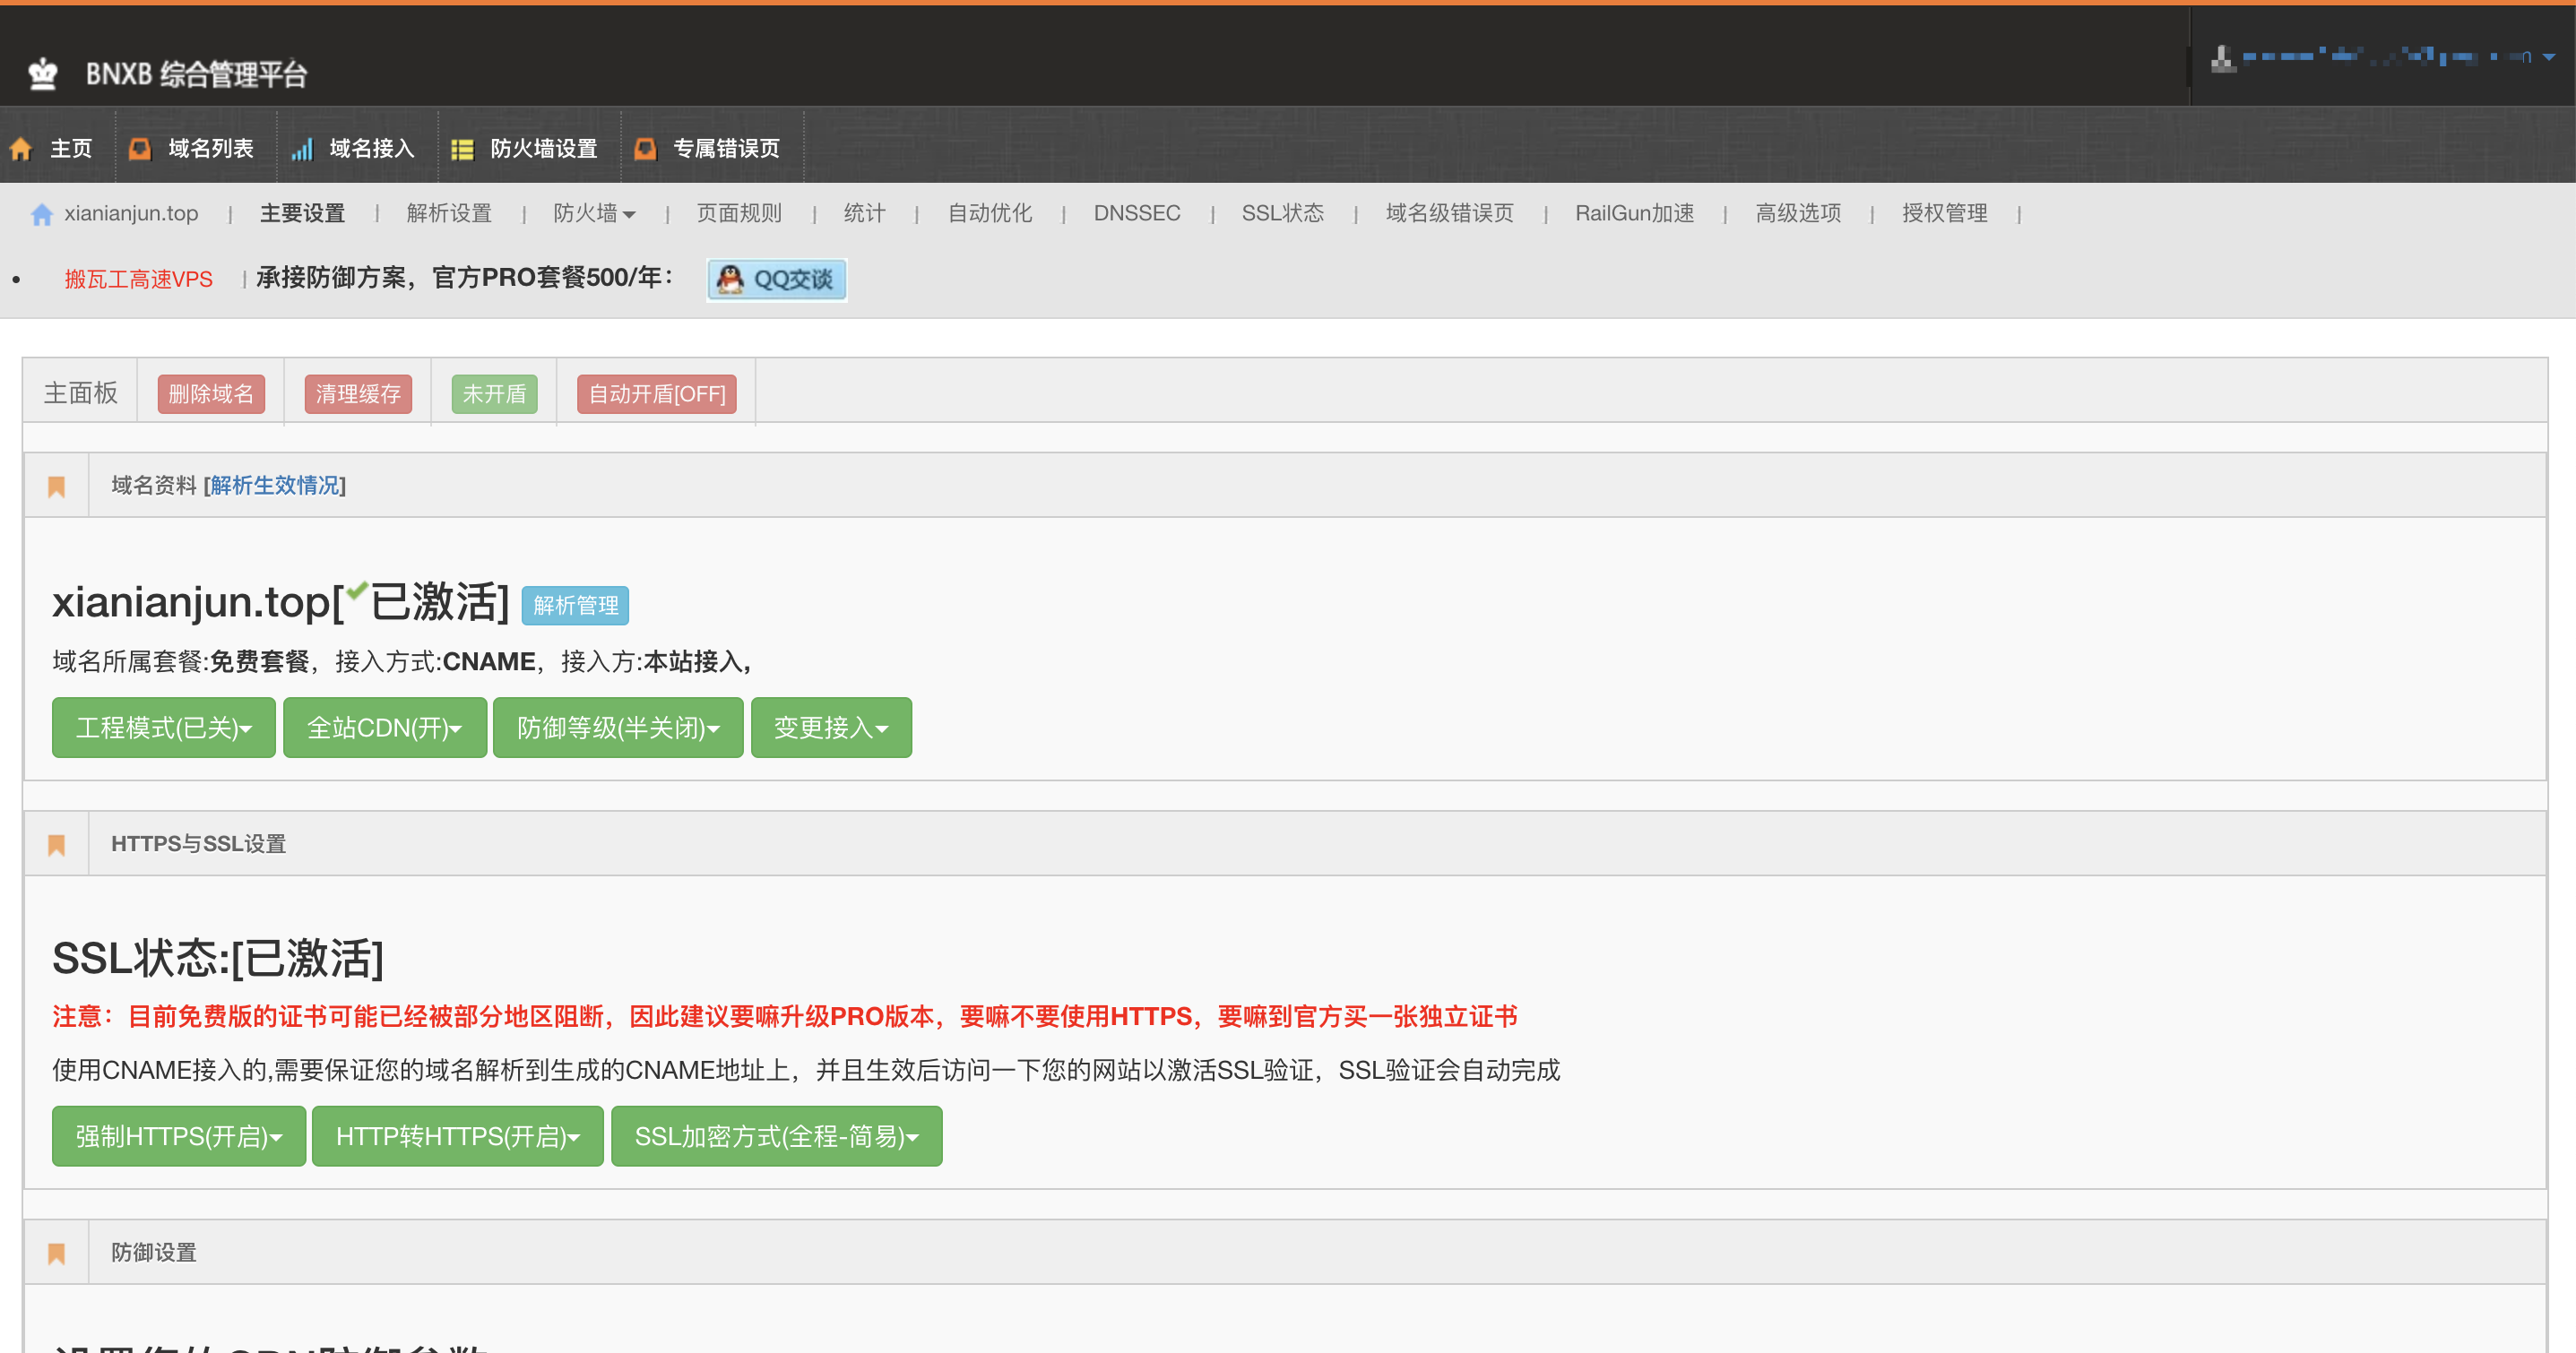 BNXB 综合管理平台
主页 域名列表 域名接入 防火墙设置 专属错误页
xianianjun.top | 主要设置 | 解析设置 | 防火墙 | 页面规则 | 统计 | 自动优化 | DNSSEC | SSL状态 | 域名级错误页 | RailGun加速 | 高级选项 | 授权管理 |
搬瓦工高速VPS | 承接防御方案，官方PRO套餐500/年： QQ交谈
主面板 删除域名 清理缓存 未开盾 自动开盾[OFF]
域名资料 [解析生效情况]
xianianjun.top[已激活] 解析管理
域名所属套餐:免费套餐，接入方式:CNAME，接入方:本站接入,
工程模式(已关) 全站CDN(开) 防御等级(半关闭) 变更接入
HTTPS与SSL设置
SSL状态:[已激活]
注意：目前免费版的证书可能已经被部分地区阻断，因此建议要嘛升级PRO版本，要嘛不要使用HTTPS，要嘛到官方买一张独立证书
使用CNAME接入的,需要保证您的域名解析到生成的CNAME地址上，并且生效后访问一下您的网站以激活SSL验证，SSL验证会自动完成
强制HTTPS(开启) HTTP转HTTPS(开启) SSL加密方式(全程-简易)
防御设置